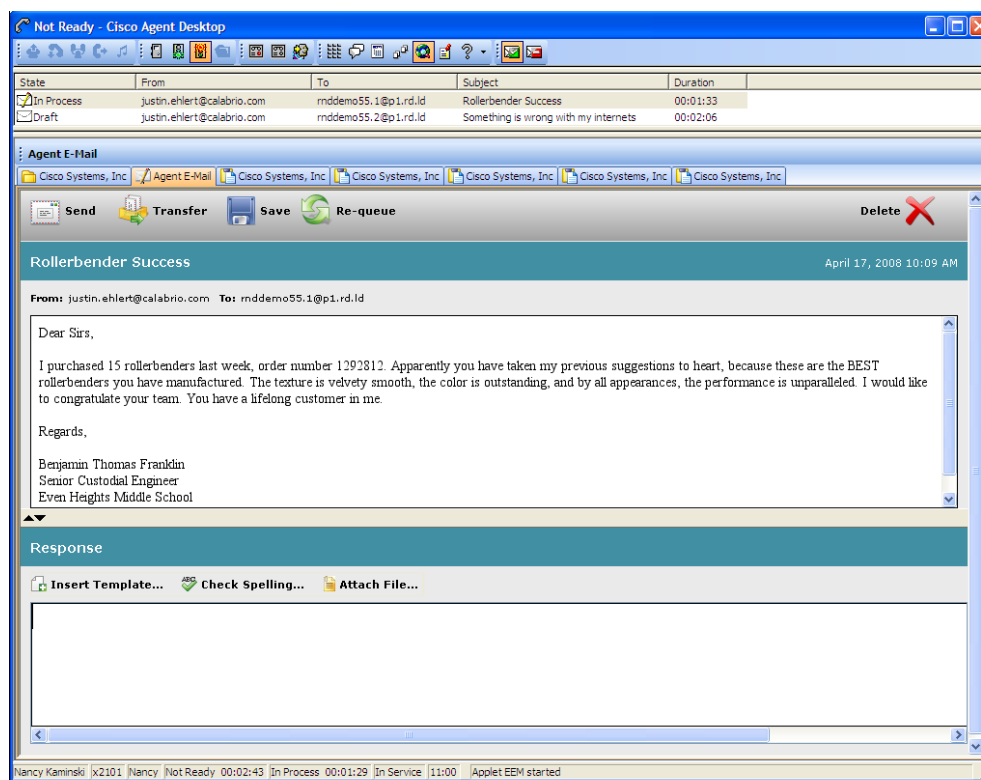 Not Ready - Cisco Agent Desktop
State From To Subject Duration
In Process justin.ehlert@calabrio.com rnddemo55.1@p1.rd.ld Rollerbender Success 00:01:33
Draft justin.ehlert@calabrio.com rnddemo55.2@p1.rd.ld Something is wrong with my internets 00:02:06
Agent E-Mail
Cisco Systems, Inc Agent E-Mail Cisco Systems, Inc Cisco Systems, Inc Cisco Systems, Inc Cisco Systems, Inc Cisco Systems, Inc
Send Transfer Save Re-queue Delete
Rollerbender Success April 17, 2008 10:09 AM
From: justin.ehlert@calabrio.com To: rnddemo55.1@p1.rd.ld
Dear Sirs,
I purchased 15 rollerbenders last week, order number 1292812. Apparently you have taken my previous suggestions to heart, because these are the BEST
rollerbenders you have manufactured. The texture is velvety smooth, the color is outstanding, and by all appearances, the performance is unparalleled. I would like
to congratulate your team. You have a lifelong customer in me.
Regards,
Benjamin Thomas Franklin
Senior Custodial Engineer
Even Heights Middle School
Response
Insert Template... ABC Check Spelling... Attach File...
Nancy Kaminski x2101 Nancy Not Ready 00:02:43 In Process 00:01:29 In Service 11:00 Applet EEM started